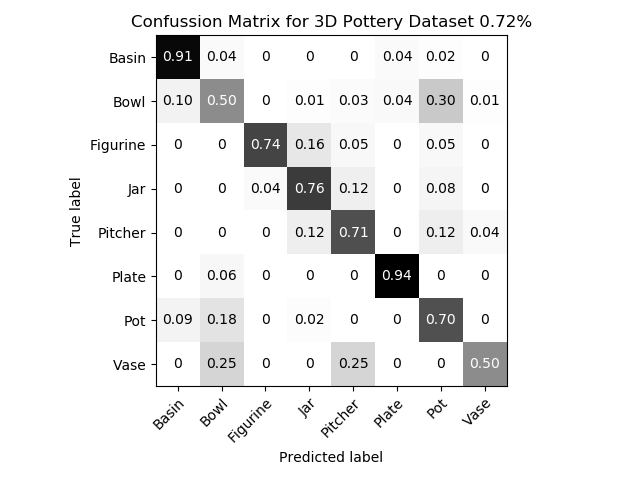 Confussion Matrix for 3D Pottery Dataset 0.72%
True label
Basin 0.91 0.04 0 0 0 0.04 0.02 0
Bowl 0.10 0.50 0 0.01 0.03 0.04 0.30 0.01
Figurine 0 0 0.74 0.16 0.05 0 0.05 0
Jar 0 0 0.04 0.76 0.12 0 0.08 0
Pitcher 0 0 0 0.12 0.71 0 0.12 0.04
Plate 0 0.06 0 0 0 0.94 0 0
Pot 0.09 0.18 0 0.02 0 0 0.70 0
Vase 0 0.25 0 0 0.25 0 0 0.50
Basin Bowl Figurine Jar Pitcher Plate Pot Vase
Predicted label